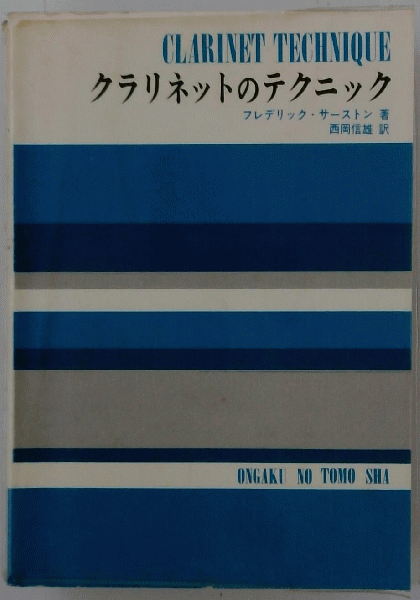 CLARINET TECHNIQUE
クラリネットのテクニック
フレデリック・サーストン 著
西岡信雄 訳
ONGAKU NO TOMO SHA